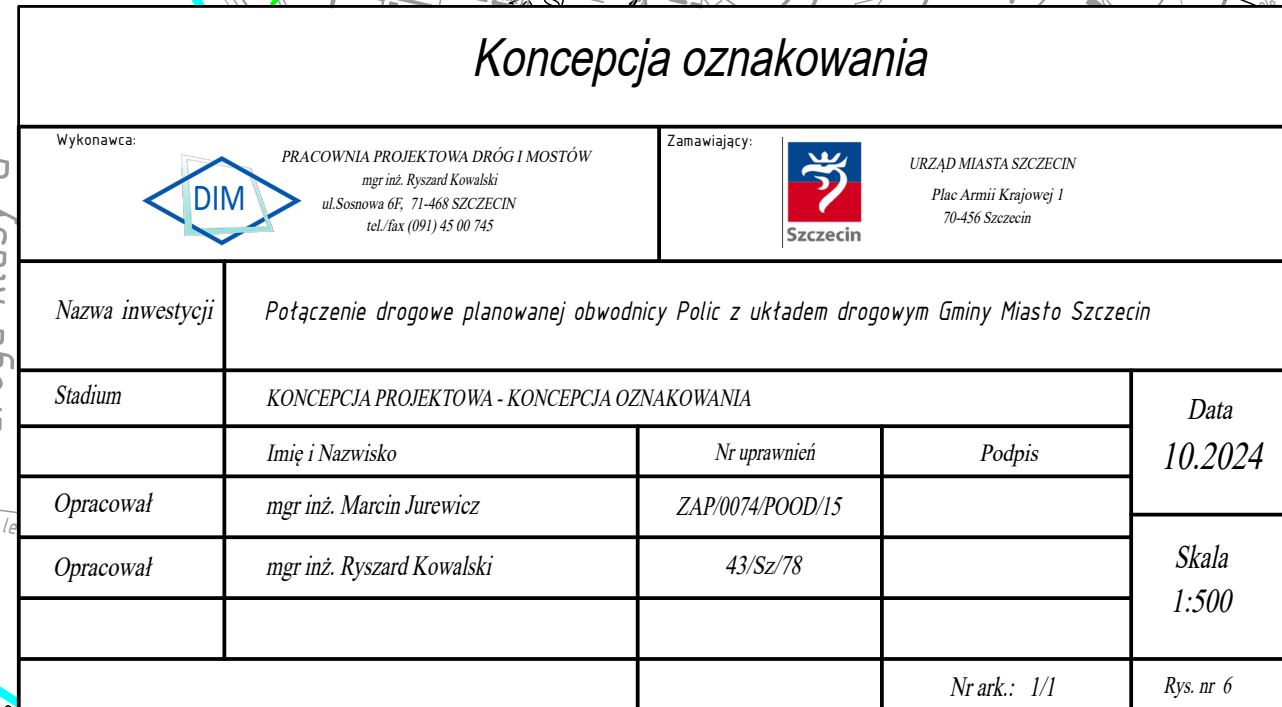 Koncepcja oznakowania
Wykonawca:
DIM
PRACOWNIA PROJEKTOWA DRÓG I MOSTÓW
mgr inż. Ryszard Kowalski
ul.Sosnowa 6F, 71-468 SZCZECIN
tel./fax (091) 45 00 745
Zamawiający:
Szczecin
URZĄD MIASTA SZCZECIN
Plac Armii Krajowej 1
70-456 Szczecin
Nazwa inwestycji
Połączenie drogowe planowanej obwodnicy Polic z układem drogowym Gminy Miasto Szczecin
Stadium
KONCEPCJA PROJEKTOWA - KONCEPCJA OZNAKOWANIA
Data
10.2024
Imię i Nazwisko
Nr uprawnień
Podpis
Opracował
mgr inż. Marcin Jurewicz
ZAP/0074/POOD/15
Opracował
mgr inż. Ryszard Kowalski
43/Sz/78
Skala
1:500
Nr ark.: 1/1
Rys. nr 6